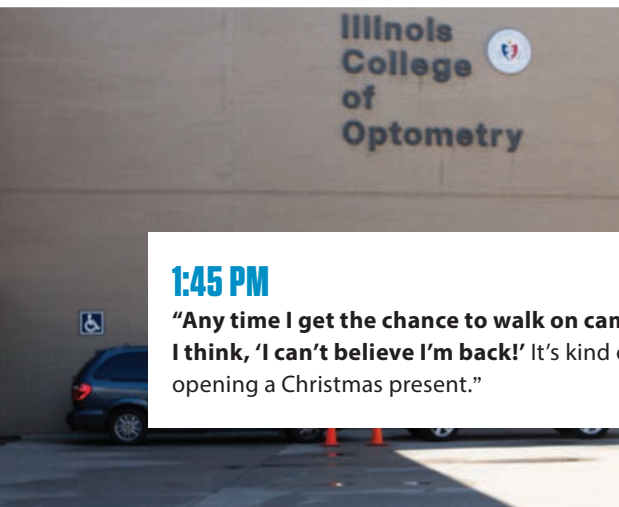 Illinois
College
of
Optometry
1:45 PM
“Any time I get the chance to walk on
I think, ‘I can’t believe I’m back!’ It’s kind
opening a Christmas present.”